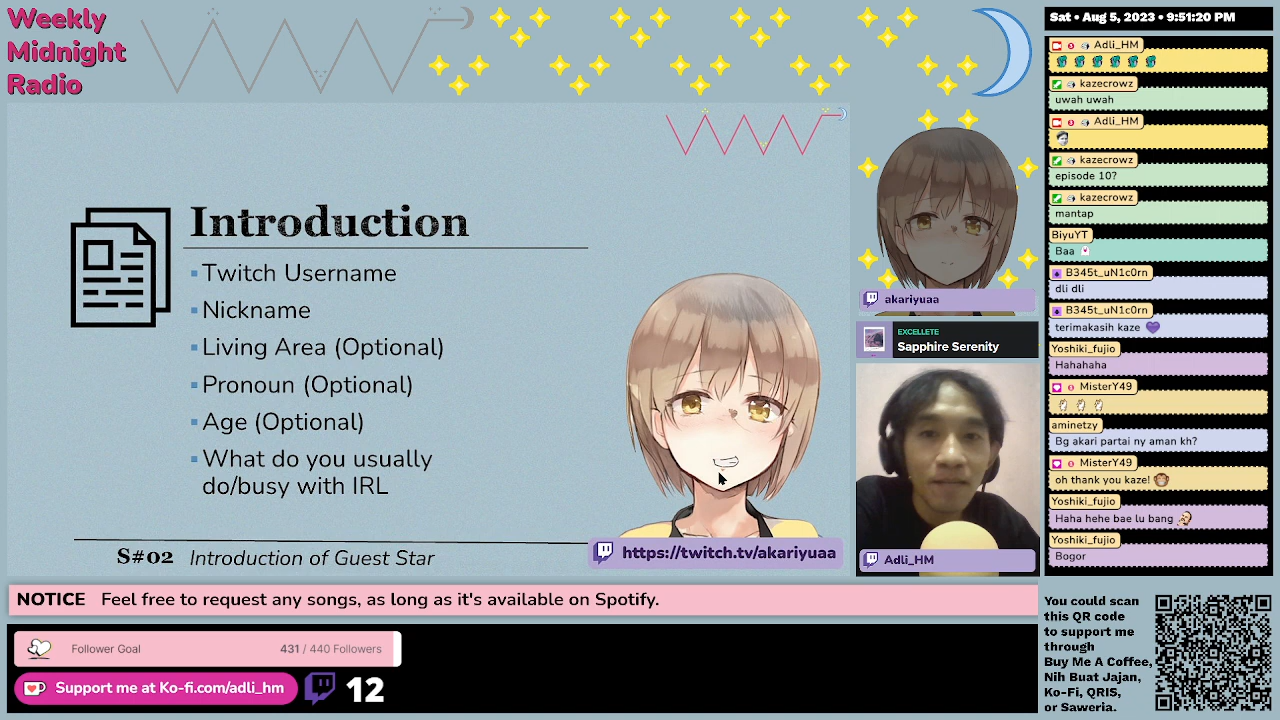 Weekly
Midnight
Radio
Introduction
Twitch Username
Nickname
Living Area (Optional)
Pronoun (Optional)
Age (Optional)
What do you usually
do/busy with IRL
S#02 Introduction of Guest Star
https://twitch.tv/akariyuaa
akariyuaa
EXCELLETE
Sapphire Serenity
Adli_HM
Sat • Aug 5, 2023 • 9:51:20 PM
Adli_HM
kazecrowz
uwah uwah
Adli_HM
kazecrowz
episode 10?
kazecrowz
mantap
BiyuYT
Baa
B345t_uN1c0rn
dli dli
B345t_uN1c0rn
terimakasih kaze
Yoshiki_fujio
Hahahaha
MisterY49
aminetzy
Bg akari partai ny aman kh?
MisterY49
oh thank you kaze!
Yoshiki_fujio
Haha hehe bae lu bang
Yoshiki_fujio
Bogor
NOTICE Feel free to request any songs, as long as it's available on Spotify.
Follower Goal 431 / 440 Followers
Support me at Ko-fi.com/adli_hm
12
You could scan
this QR code
to support me
through
Buy Me A Coffee,
Nih Buat Jajan,
Ko-Fi, QRIS,
or Saweria.